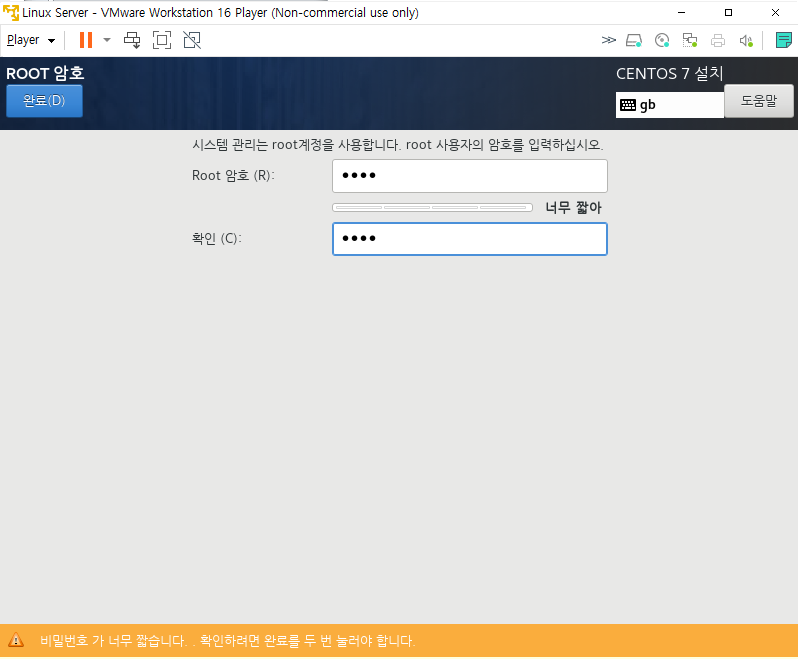 Linux Server - VMware Workstation 16 Player (Non-commercial use only)
Player
ROOT 암호
CENTOS 7 설치
완료(D)
gb
도움말
시스템 관리는 root계정을 사용합니다. root 사용자의 암호를 입력하십시오.
Root 암호 (R):
너무 짧아
확인 (C):
비밀번호 가 너무 짧습니다. . 확인하려면 완료를 두 번 눌러야 합니다.